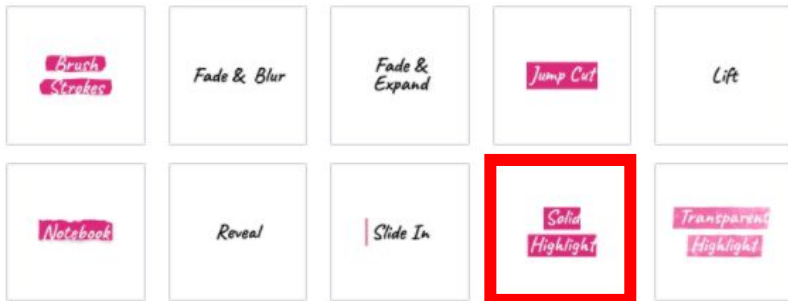 Brush
Strokes
Fade & Blur
Fade &
Expand
Jump Cut
Lift
Notebook
Reveal
Slide In
Solid
Highlight
Transparent
Highlight